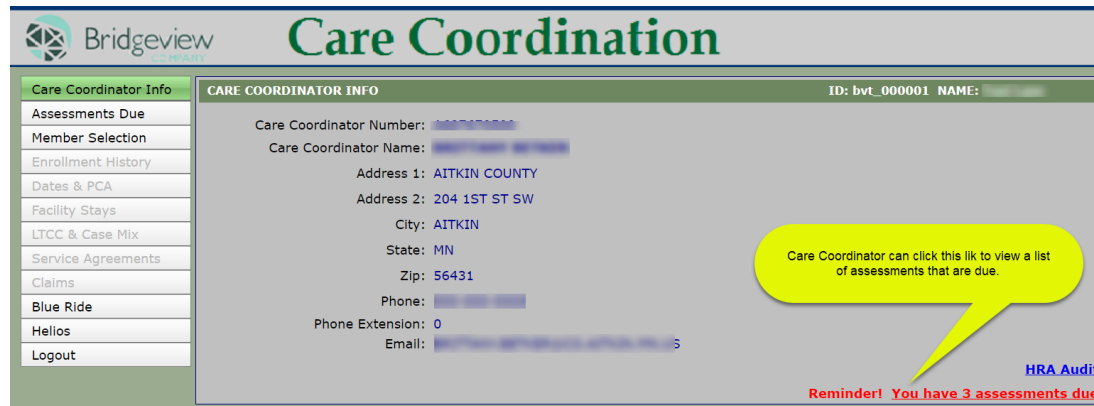 Bridgeview Care Coordination
COMPANY
Care Coordinator Info
Assessments Due
Member Selection
Enrollment History
Dates & PCA
Facility Stays
LTCC & Case Mix
Service Agreements
Claims
Blue Ride
Helios
Logout
CARE COORDINATOR INFO ID: bvt_000001 NAME:
Care Coordinator Number:
Care Coordinator Name:
Address 1: AITKIN COUNTY
Address 2: 204 1ST ST SW
City: AITKIN
State: MN
Zip: 56431
Phone:
Phone Extension: 0
Email:
Care Coordinator can click this lik to view a list
of assessments that are due.
HRA Audit
Reminder! You have 3 assessments due